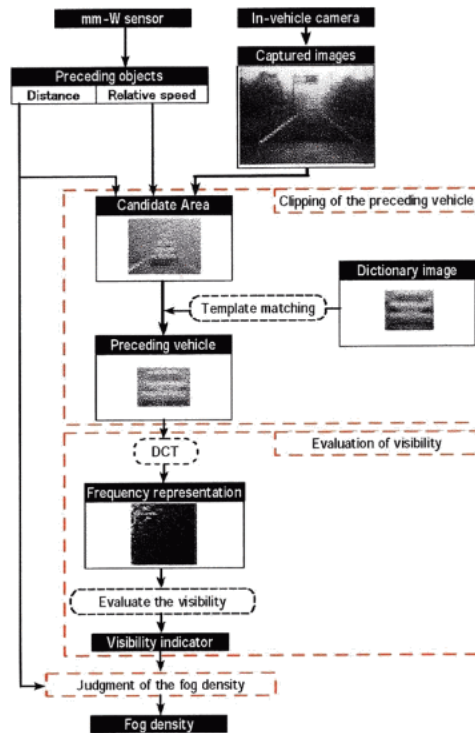 mm-W sensor
In-vehicle camera
Preceding objects
Distance
Relative speed
Captured images
Clipping of the preceding vehicle
Candidate Area
Dictionary image
Template matching
Preceding vehicle
Evaluation of visibility
DCT
Frequency representation
Evaluate the visibility
Visibility indicator
Judgment of the fog density
Fog density